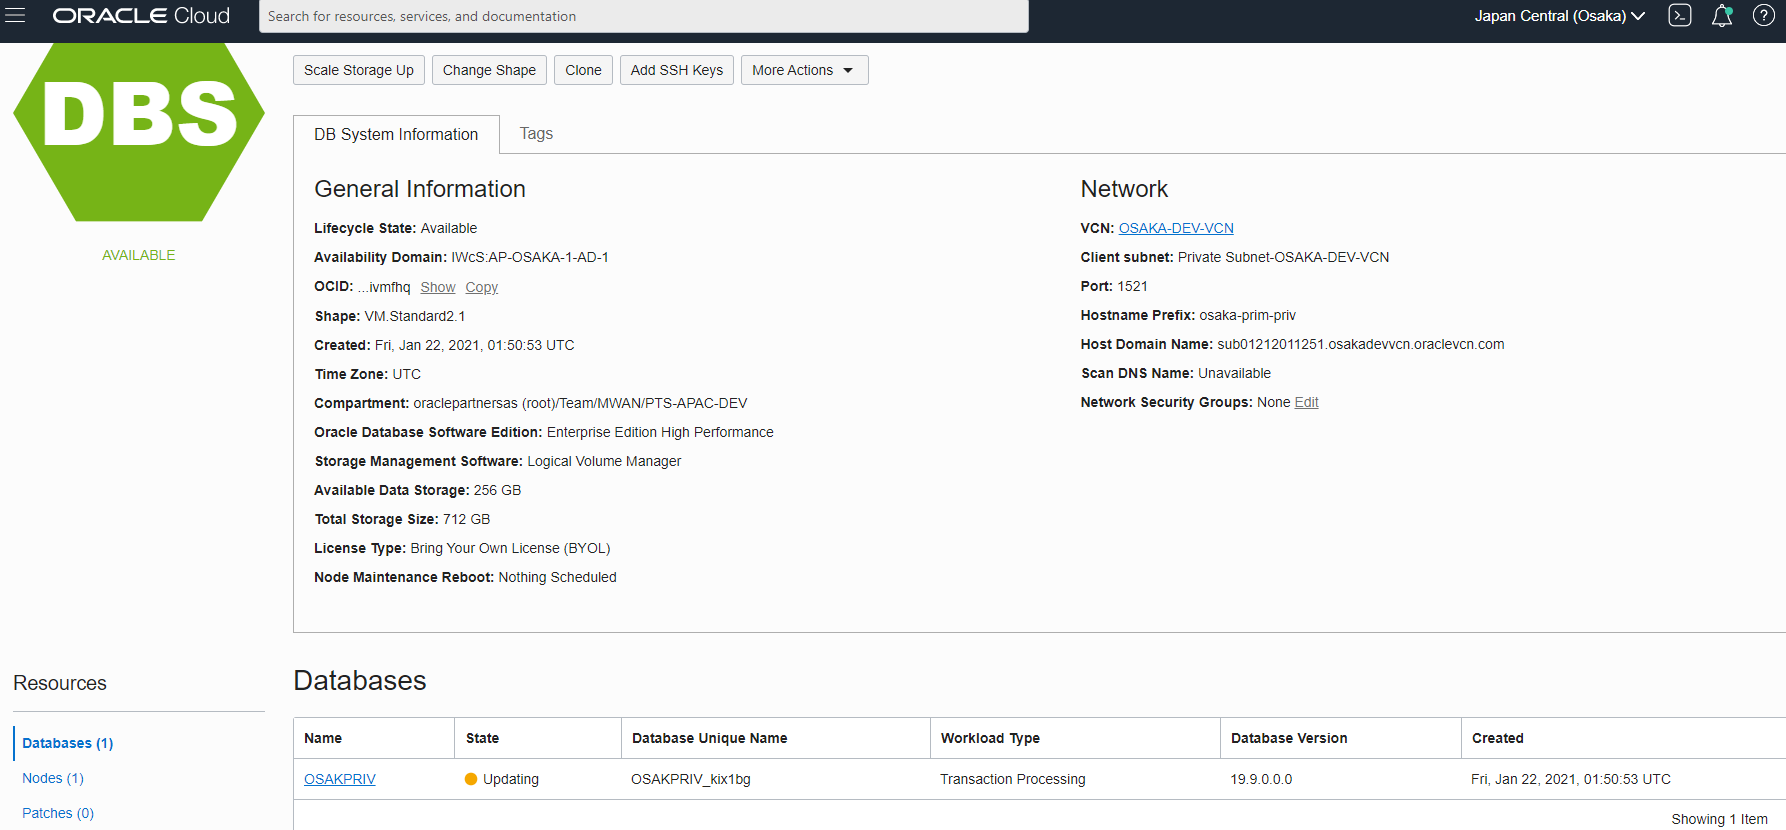 ORACLE Cloud
Search for resources, services, and documentation
Japan Central (Osaka)
DBS
AVAILABLE
Scale Storage Up
Change Shape
Clone
Add SSH Keys
More Actions
DB System Information
Tags
General Information
Lifecycle State: Available
Availability Domain: IWcS:AP-OSAKA-1-AD-1
OCID: ...ivmfhq Show Copy
Shape: VM.Standard2.1
Created: Fri, Jan 22, 2021, 01:50:53 UTC
Time Zone: UTC
Compartment: oraclepartnersas (root)/Team/MWAN/PTS-APAC-DEV
Oracle Database Software Edition: Enterprise Edition High Performance
Storage Management Software: Logical Volume Manager
Available Data Storage: 256 GB
Total Storage Size: 712 GB
License Type: Bring Your Own License (BYOL)
Node Maintenance Reboot: Nothing Scheduled
Network
VCN: OSAKA-DEV-VCN
Client subnet: Private Subnet-OSAKA-DEV-VCN
Port: 1521
Hostname Prefix: osaka-prim-priv
Host Domain Name: sub01212011251.osakadevvcn.oraclevcn.com
Scan DNS Name: Unavailable
Network Security Groups: None Edit
Resources
Databases (1)
Nodes (1)
Patches (0)
Databases
Name State Database Unique Name Workload Type Database Version Created
OSAKPRIV Updating OSAKPRIV_kix1bg Transaction Processing 19.9.0.0.0 Fri, Jan 22, 2021, 01:50:53 UTC
Showing 1 Item